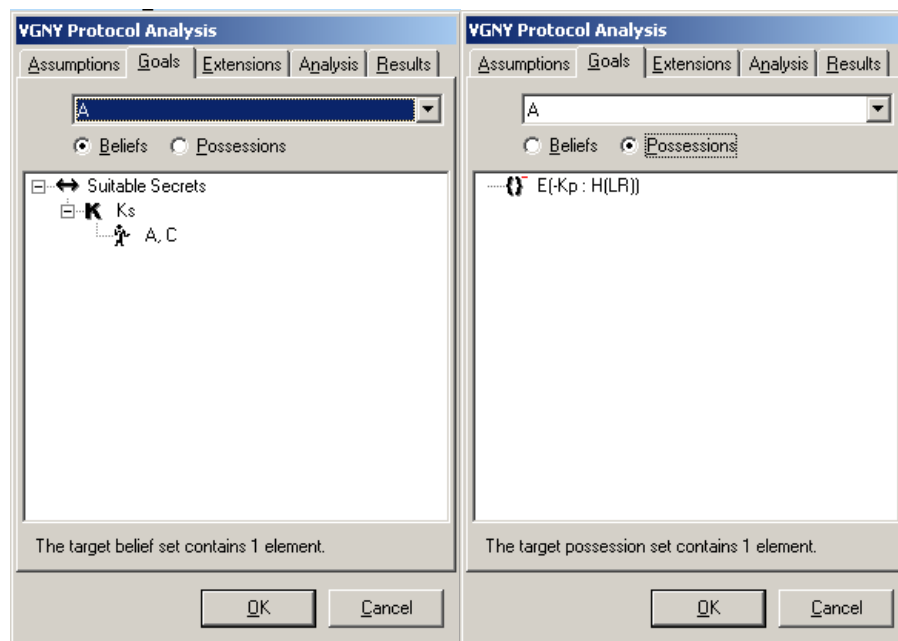 VGNY Protocol Analysis
Assumptions Goals Extensions Analysis Results
A
Beliefs Possessions
Suitable Secrets
K Ks
A, C
The target belief set contains 1 element.
OK Cancel
VGNY Protocol Analysis
Assumptions Goals Extensions Analysis Results
A
Beliefs Possessions
{}⁻ E(-Kp : H(LR))
The target possession set contains 1 element.
OK Cancel